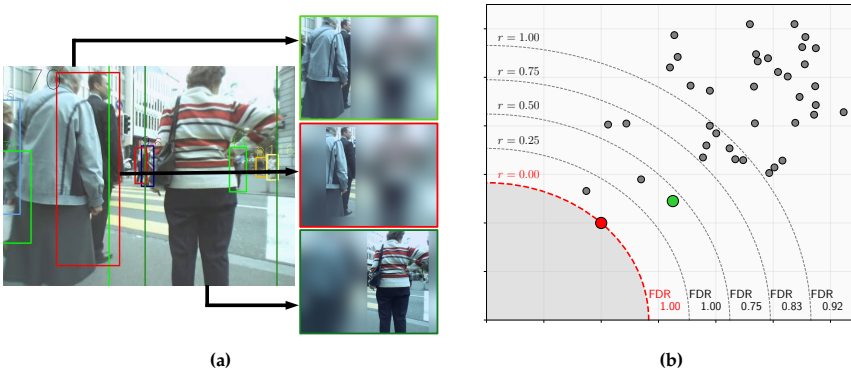 70
r = 1.00
r = 0.75
r = 0.50
r = 0.25
r = 0.00
FDR 1.00
FDR 1.00
FDR 0.75
FDR 0.83
FDR 0.92
(a)
(b)